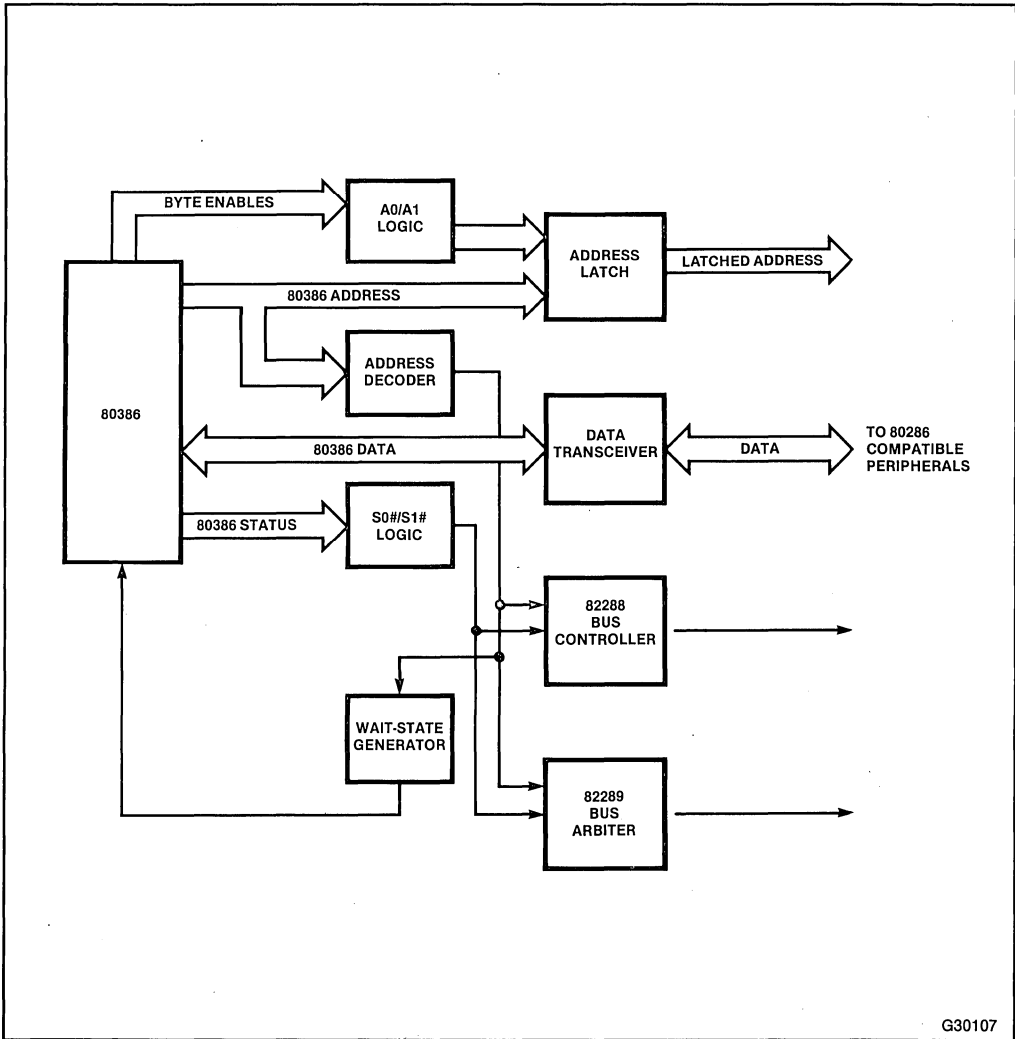 BYTE ENABLES
A0/A1
LOGIC
ADDRESS
LATCH
LATCHED ADDRESS
80386 ADDRESS
ADDRESS
DECODER
80386
80386 DATA
DATA
TRANSCEIVER
DATA
TO 80286
COMPATIBLE
PERIPHERALS
80386 STATUS
S0#/S1#
LOGIC
82288
BUS
CONTROLLER
WAIT-STATE
GENERATOR
82289
BUS
ARBITER
G30107